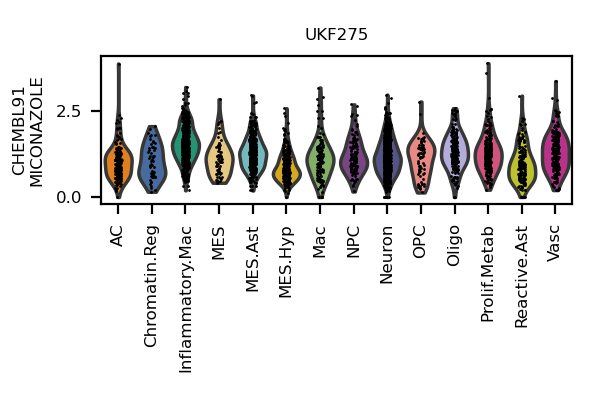 UKF275
CHEMBL91
MICONAZOLE
2.5
0.0
AC
Chromatin.Reg
Inflammatory.Mac
MES
MES.Ast
MES.Hyp
Mac
NPC
Neuron
OPC
Oligo
Prolif.Metab
Reactive.Ast
Vasc